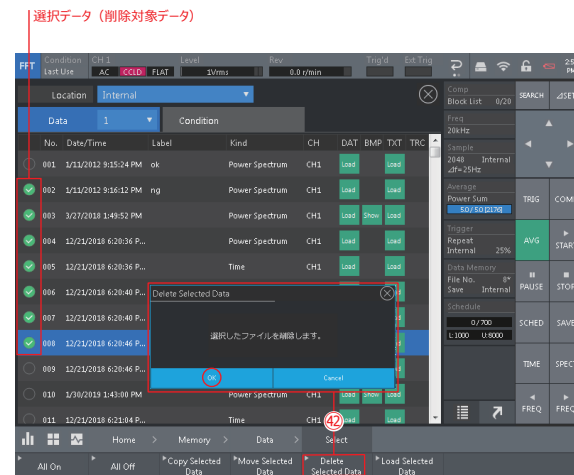 選択データ（削除対象データ）
FFT Condition Last Use CH 1 AC CCLD FLAT Level 1Vrms Rev 0.0 r/min Trig'd Ext Trig
Location Internal
Data 1 Condition
No. Date/Time Label Kind CH DAT BMP TXT TRC
001 1/11/2012 9:15:24 PM ok Power Spectrum CH1 Load Load
002 1/11/2012 9:16:12 PM ng Power Spectrum CH1 Load Load
003 3/27/2018 1:49:52 PM Power Spectrum CH1 Load Show Load
004 12/21/2018 6:20:36 P... Power Spectrum CH1 Load Load
005 12/21/2018 6:20:36 P... Time CH1 Load Load
006 12/21/2018 6:20:40 P...
007 12/21/2018 6:20:40 P...
008 12/21/2018 6:20:46 P...
009 12/21/2018 6:20:46 P...
010 1/30/2019 1:43:00 PM Power Spectrum CH1 Load Show Load
011 12/21/2018 6:21:04 P... Time CH1 Load Load
Delete Selected Data
選択したファイルを削除します。
OK Cancel
42
Comp
Block List 0/20
Freq
20kHz
Sample
2048 Internal
⊿f=25Hz
Average
Power Sum
50 / 50 [2176]
Trigger
Repeat
Internal 25%
Data Memory
File No. 8*
Save Internal
Schedule
0 / 700
L:1000 U:8000
SEARCH ⊿SET
TRIG
AVG
PAUSE
SCHED SAVE
TIME
FREQ
Home > Memory > Data > Select
All On
All Off
Copy Selected
Data
Move Selected
Data
Delete
Selected Data
Load Selected
Data